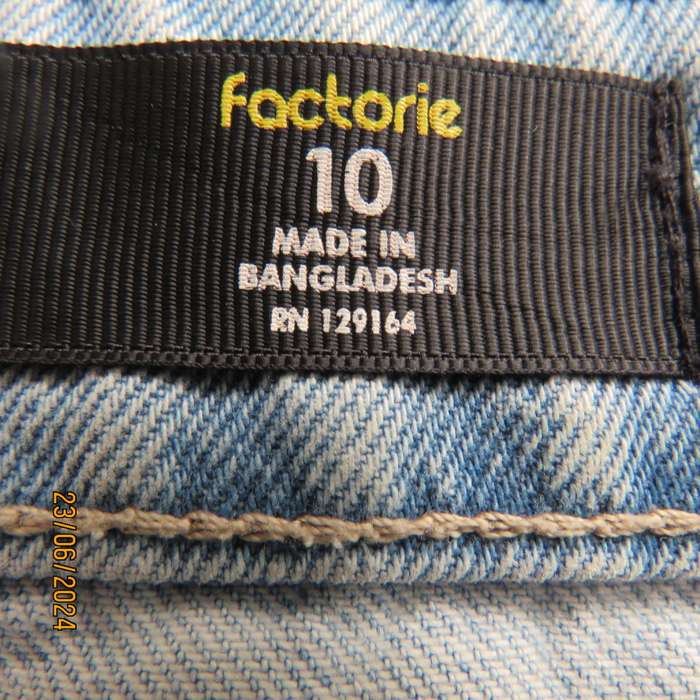 factorie
10
MADE IN
BANGLADESH
RN 129164
23/06/2024